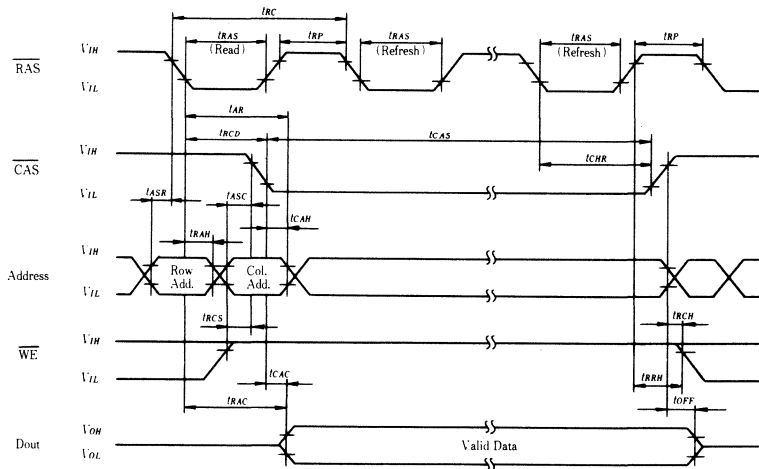 tRC
tRAS
(Read)
tRP
tRAS
(Refresh)
tRAS
(Refresh)
tRP
RAS
VIH
VIL
tAR
tRCD
tCAS
CAS
VIH
VIL
tCHR
tASR
tASC
tCAH
tRAH
Address
VIH
VIL
Row
Add.
Col.
Add.
tRCS
tRCH
WE
VIH
VIL
tCAC
tRRH
tRAC
tOFF
Dout
VOH
VOL
Valid Data